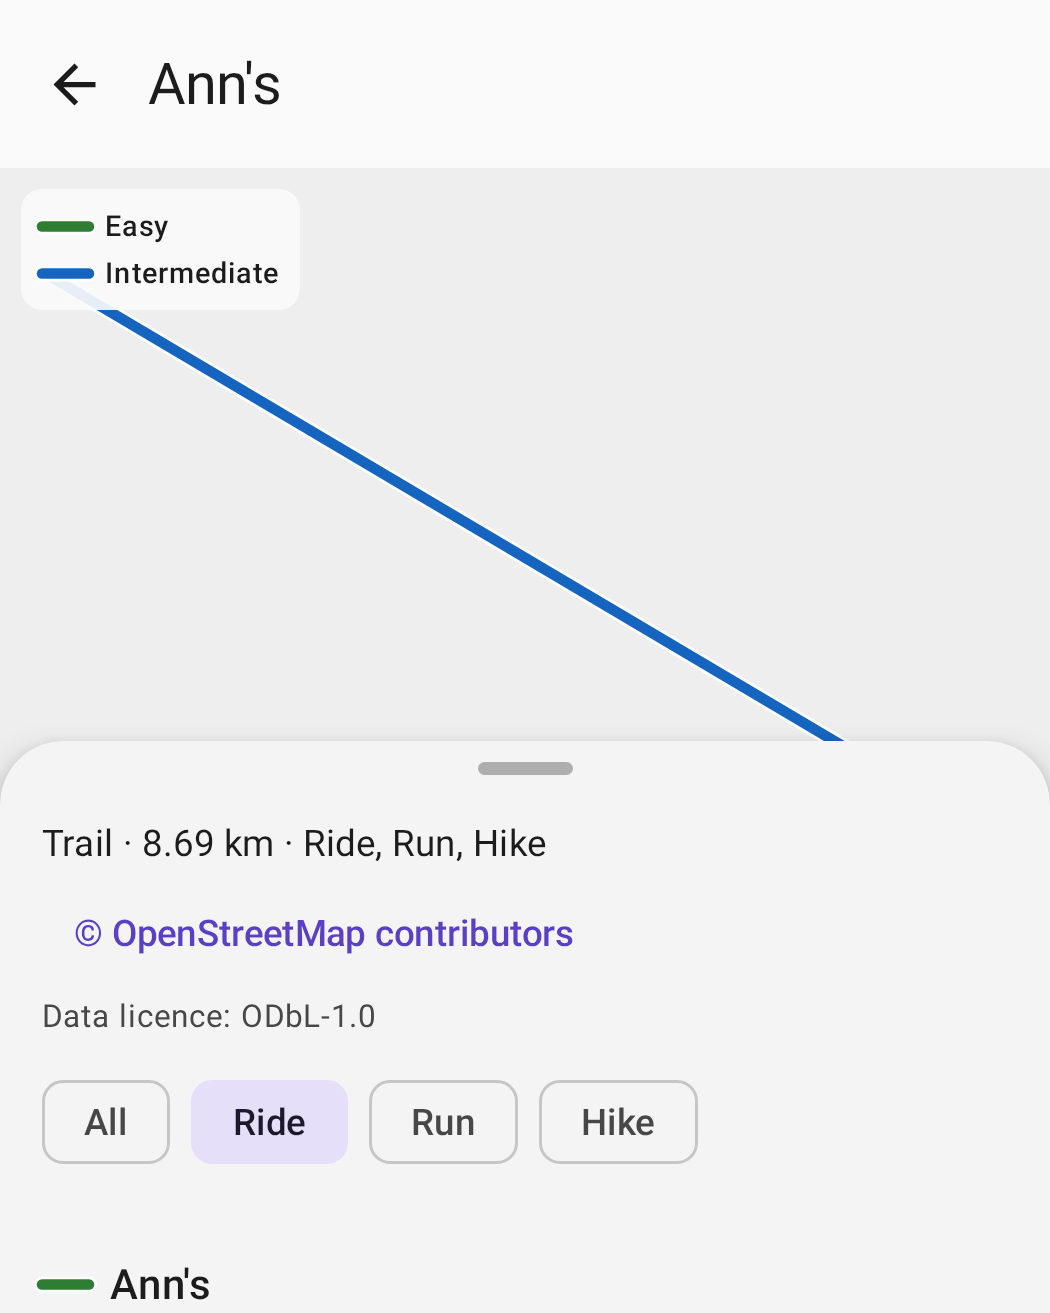 Ann's
Easy
Intermediate
Trail · 8.69 km · Ride, Run, Hike
© OpenStreetMap contributors
Data licence: ODbL-1.0
All Ride Run Hike
Ann's